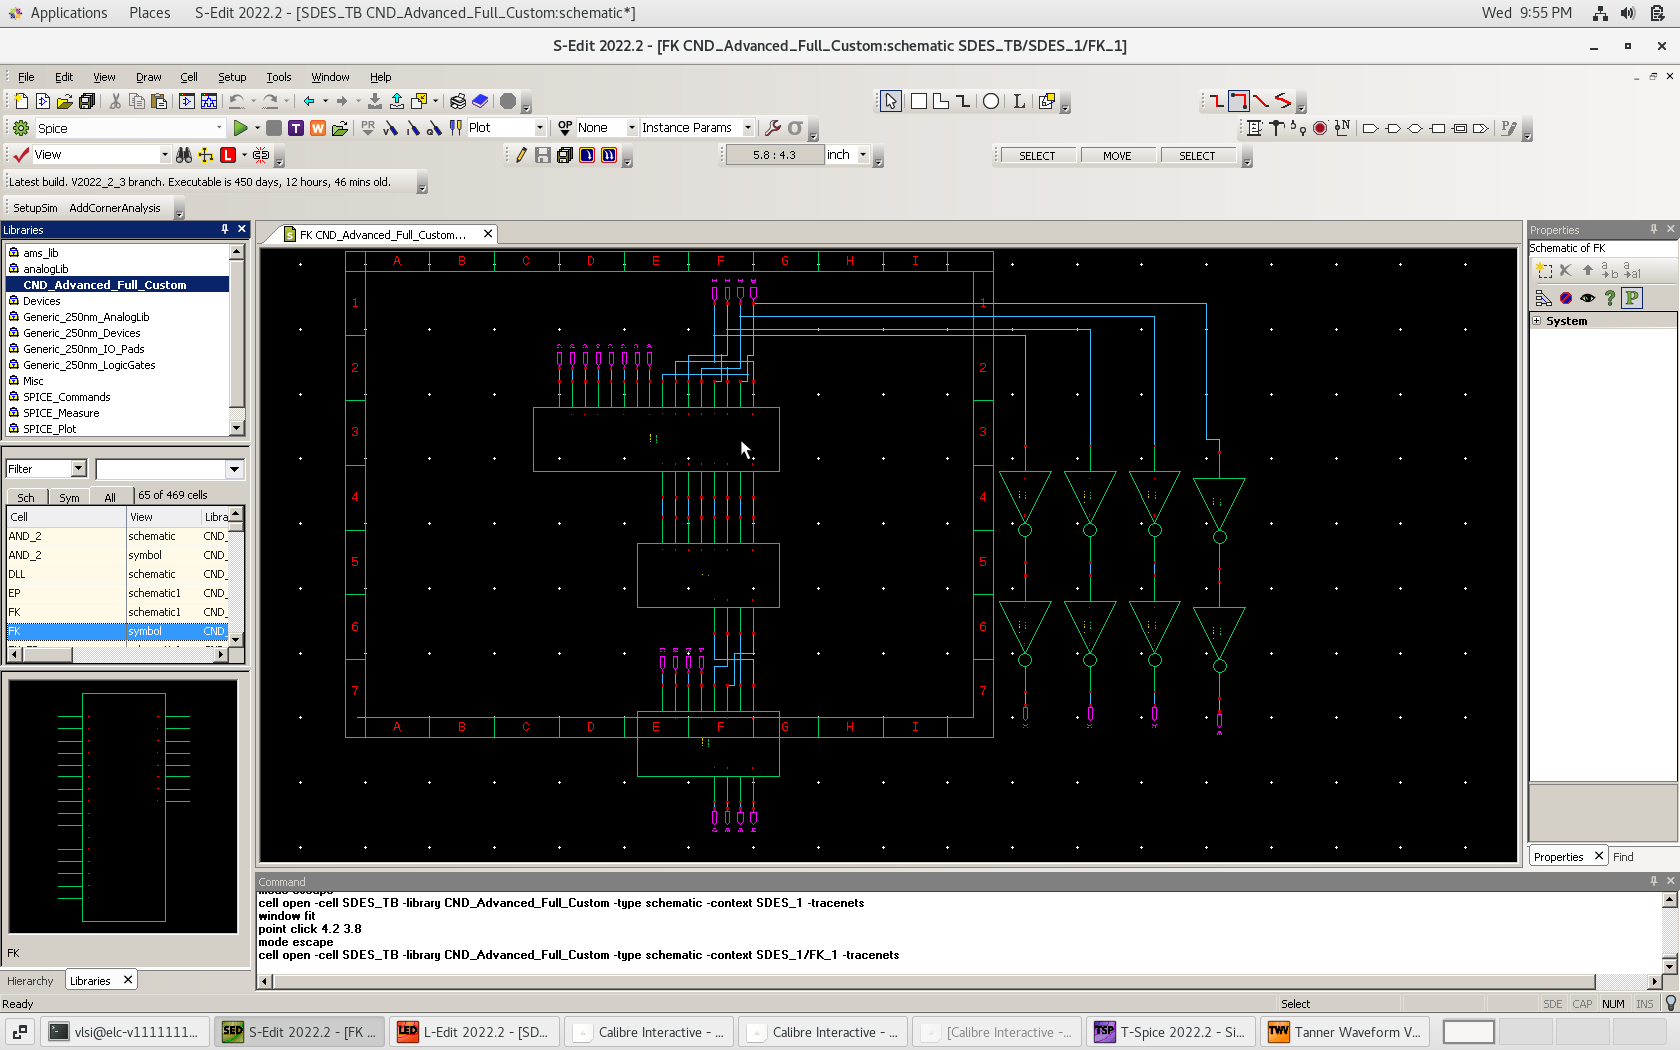 Applications Places S-Edit 2022.2 - [SDES_TB CND_Advanced_Full_Custom:schematic*] Wed 9:55 PM
S-Edit 2022.2 - [FK CND_Advanced_Full_Custom:schematic SDES_TB/SDES_1/FK_1]
File Edit View Draw Cell Setup Tools Window Help
Spice Plot None Instance Params
View 5.8 : 4.3 inch SELECT MOVE SELECT
Latest build. V2022_2_3 branch. Executable is 450 days, 12 hours, 46 mins old.
SetupSim AddCornerAnalysis
Libraries
ams_lib
analogLib
CND_Advanced_Full_Custom
Devices
Generic_250nm_AnalogLib
Generic_250nm_Devices
Generic_250nm_IO_Pads
Generic_250nm_LogicGates
Misc
SPICE_Commands
SPICE_Measure
SPICE_Plot
Filter
Sch Sym All 65 of 469 cells
Cell View Libra
AND_2 schematic CND_
AND_2 symbol CND_
DLL schematic CND_
EP schematic1 CND_
FK schematic1 CND_
FK symbol CND_
FK
Hierarchy Libraries
FK CND_Advanced_Full_Custom...
A B C D E F G H I
1 1
2 2
3 3
4 4
5 5
6 6
7 7
A B C D E F G H I
Properties
Schematic of FK
System
Properties Find
Command
mode escape
cell open -cell SDES_TB -library CND_Advanced_Full_Custom -type schematic -context SDES_1 -tracenets
window fit
point click 4.2 3.8
mode escape
cell open -cell SDES_TB -library CND_Advanced_Full_Custom -type schematic -context SDES_1/FK_1 -tracenets
Ready Select SDE CAP NUM INS
vlsi@elc-v1111111... S-Edit 2022.2 - [FK ... L-Edit 2022.2 - [SD... Calibre Interactive - ... Calibre Interactive - ... [Calibre Interactive - ... T-Spice 2022.2 - Si... Tanner Waveform V...